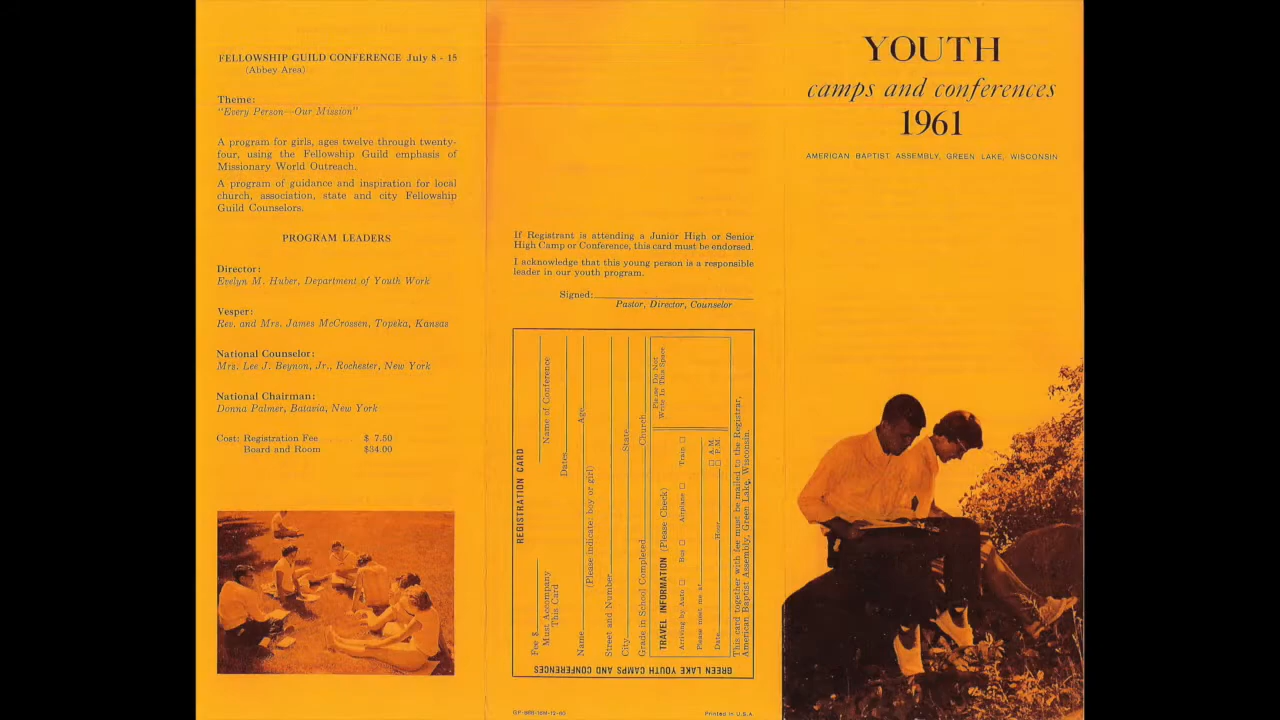 FELLOWSHIP GUILD CONFERENCE July 8 - 15
(Abbey Area)
Theme:
"Every Person—Our Mission"
A program for girls, ages twelve through twenty-
four, using the Fellowship Guild emphasis of
Missionary World Outreach.
A program of guidance and inspiration for local
church, association, state and city Fellowship
Guild Counselors.
PROGRAM LEADERS
Director:
Evelyn M. Huber, Department of Youth Work
Vesper:
Rev. and Mrs. James McCrossen, Topeka, Kansas
National Counselor:
Mrs. Lee J. Beynon, Jr., Rochester, New York
National Chairman:
Donna Palmer, Batavia, New York
Cost: Registration Fee ..... $ 7.50
Board and Room $34.00
If Registrant is attending a Junior High or Senior
High Camp or Conference, this card must be endorsed.
I acknowledge that this young person is a responsible
leader in our youth program.
Signed:
Pastor, Director, Counselor
REGISTRATION CARD
Fee $
Must Accompany
This Card
Name of Conference
Dates
Name Age
(Please indicate: boy or girl)
Street and Number
City State
Grade in School Completed Church
TRAVEL INFORMATION (Please Check)
Arriving by Auto □ Bus □ Airplane □ Train □
Please meet me at
Date Hour □ A.M. □ P.M.
Please Do Not
Write In This Space
This card together with fee must be mailed to the Registrar,
American Baptist Assembly, Green Lake, Wisconsin.
GREEN LAKE YOUTH CAMPS AND CONFERENCES
Printed in U.S.A.
YOUTH
camps and conferences
1961
AMERICAN BAPTIST ASSEMBLY, GREEN LAKE, WISCONSIN